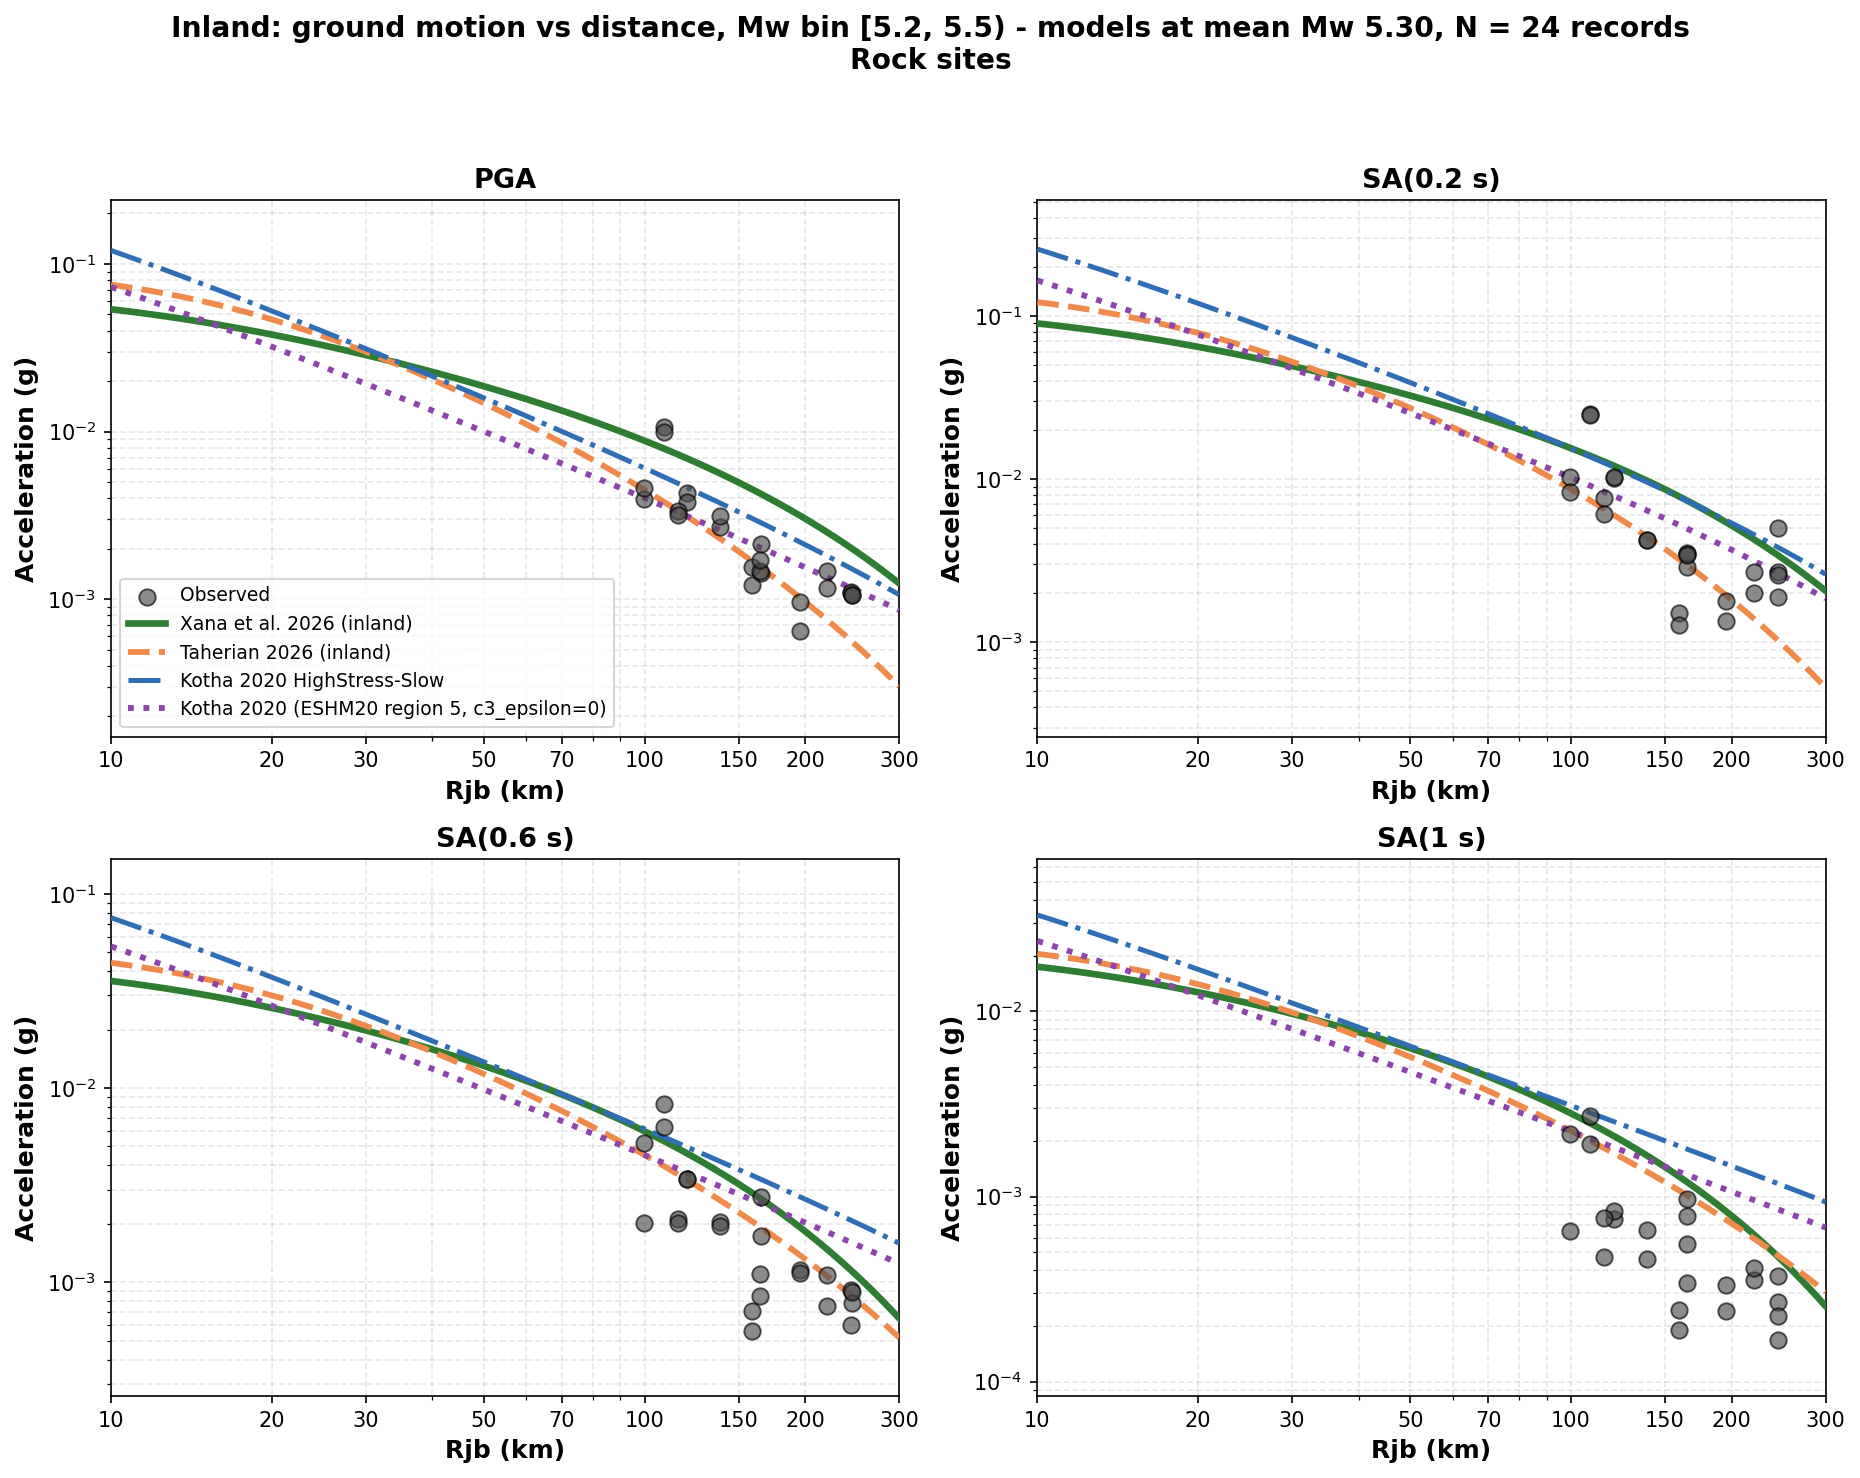 Inland: ground motion vs distance, Mw bin [5.2, 5.5) - models at mean Mw 5.30, N = 24 records
Rock sites
PGA
Acceleration (g)
10⁻¹
10⁻²
10⁻³
Observed
Xana et al. 2026 (inland)
Taherian 2026 (inland)
Kotha 2020 HighStress-Slow
Kotha 2020 (ESHM20 region 5, c3_epsilon=0)
10 20 30 50 70 100 150 200 300
Rjb (km)
SA(0.2 s)
Acceleration (g)
10⁻¹
10⁻²
10⁻³
10 20 30 50 70 100 150 200 300
Rjb (km)
SA(0.6 s)
Acceleration (g)
10⁻¹
10⁻²
10⁻³
10 20 30 50 70 100 150 200 300
Rjb (km)
SA(1 s)
Acceleration (g)
10⁻²
10⁻³
10⁻⁴
10 20 30 50 70 100 150 200 300
Rjb (km)